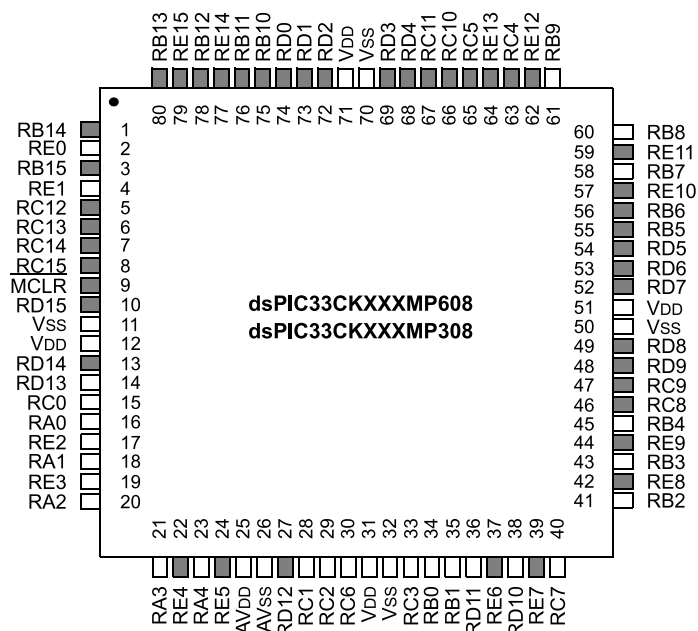 RB13 RE15 RB12 RE14 RB11 RB10 RD0 RD1 RD2 VDD VSS RD3 RD4 RC11 RC10 RC5 RE13 RC4 RE12 RB9
80 79 78 77 76 75 74 73 72 71 70 69 68 67 66 65 64 63 62 61
RB14 1
RE0 2
RB15 3
RE1 4
RC12 5
RC13 6
RC14 7
RC15 8
MCLR 9
RD15 10
VSS 11
VDD 12
RD14 13
RD13 14
RC0 15
RA0 16
RE2 17
RA1 18
RE3 19
RA2 20
dsPIC33CKXXXMP608
dsPIC33CKXXXMP308
60 RB8
59 RE11
58 RB7
57 RE10
56 RB6
55 RB5
54 RD5
53 RD6
52 RD7
51 VDD
50 VSS
49 RD8
48 RD9
47 RC9
46 RC8
45 RB4
44 RE9
43 RB3
42 RE8
41 RB2
21 22 23 24 25 26 27 28 29 30 31 32 33 34 35 36 37 38 39 40
RA3 RE4 RA4 RE5 AVDD AVSS RD12 RC1 RC2 RC6 VDD VSS RC3 RB0 RB1 RD11 RE6 RD10 RE7 RC7